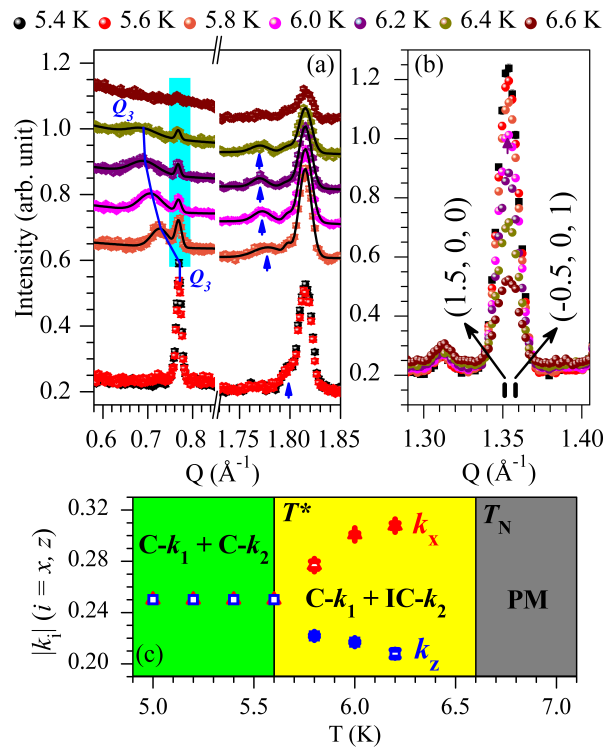 5.4 K 5.6 K 5.8 K 6.0 K 6.2 K 6.4 K 6.6 K
(a)
(b)
Q3
Q3
Intensity (arb. unit)
1.2
1.0
0.8
0.6
0.4
0.2
0.6 0.7 0.8 1.75 1.80 1.85
Q (Å-1)
1.2
1.0
0.8
0.6
0.4
0.2
(1.5, 0, 0)
(-0.5, 0, 1)
1.30 1.35 1.40
Q (Å-1)
|ki| (i = x, z)
0.32
0.28
0.24
0.20
C-k1 + C-k2
T*
kx
C-k1 + IC-k2
kz
TN
PM
(c)
5.0 5.5 6.0 6.5 7.0
T (K)